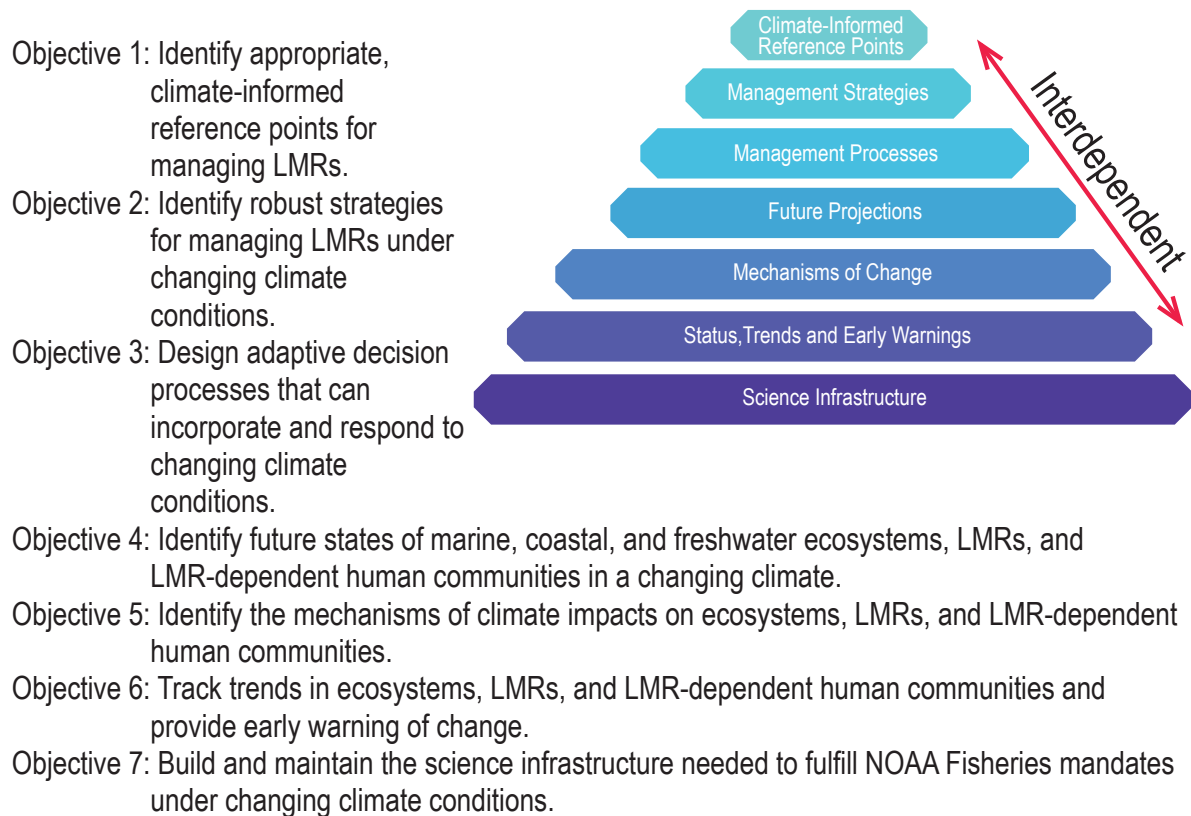 Objective 1: Identify appropriate,
climate-informed
reference points for
managing LMRs.
Objective 2: Identify robust strategies
for managing LMRs under
changing climate
conditions.
Objective 3: Design adaptive decision
processes that can
incorporate and respond to
changing climate
conditions.
Climate-Informed
Reference Points
Management Strategies
Management Processes
Future Projections
Mechanisms of Change
Status,Trends and Early Warnings
Science Infrastructure
Interdependent
Objective 4: Identify future states of marine, coastal, and freshwater ecosystems, LMRs, and
LMR-dependent human communities in a changing climate.
Objective 5: Identify the mechanisms of climate impacts on ecosystems, LMRs, and LMR-dependent
human communities.
Objective 6: Track trends in ecosystems, LMRs, and LMR-dependent human communities and
provide early warning of change.
Objective 7: Build and maintain the science infrastructure needed to fulfill NOAA Fisheries mandates
under changing climate conditions.